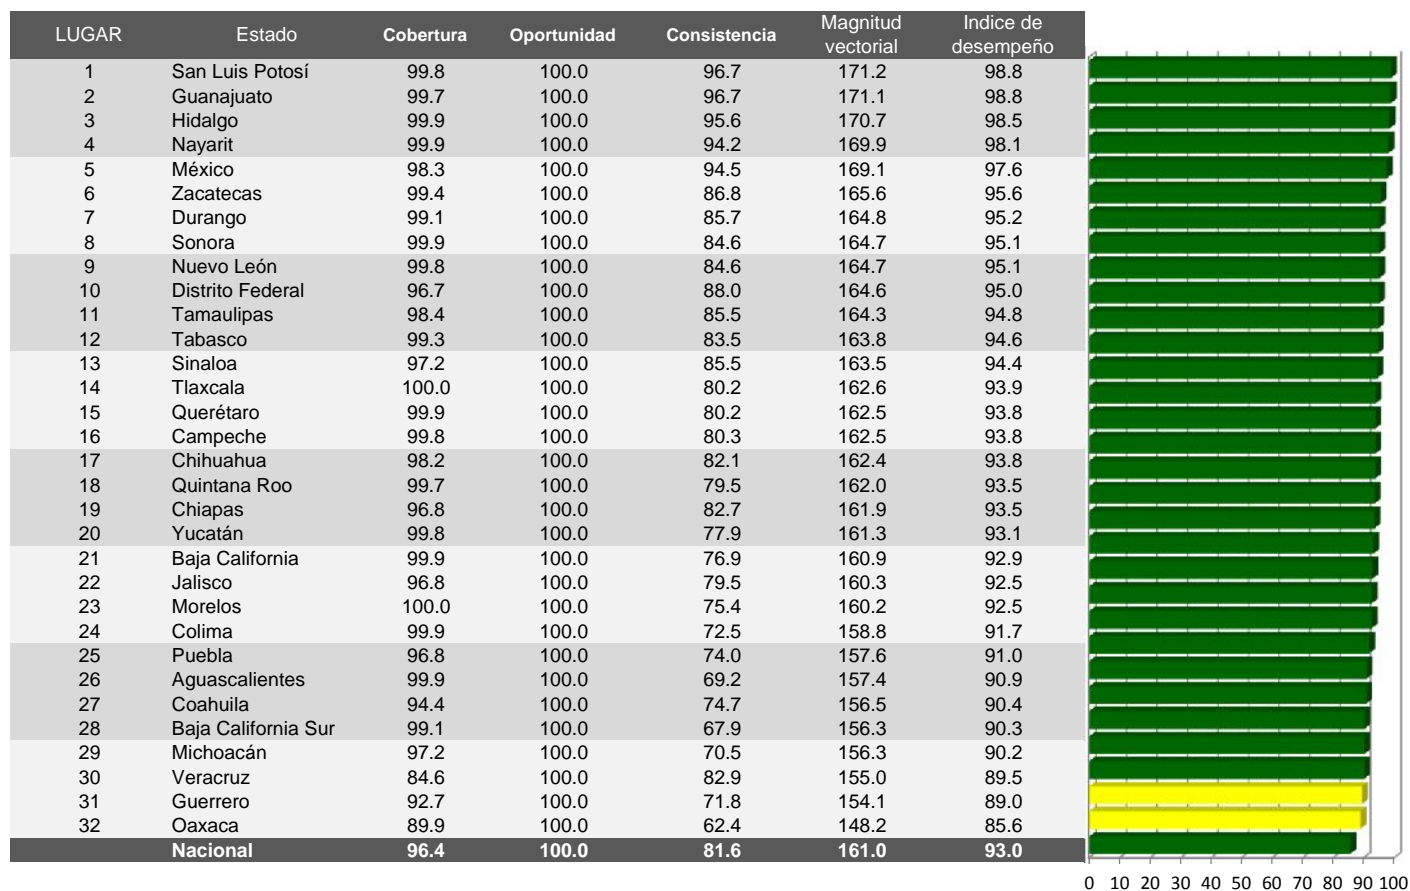 LUGAR Estado Cobertura Oportunidad Consistencia Magnitud vectorial Indice de desempeño
1 San Luis Potosí 99.8 100.0 96.7 171.2 98.8
2 Guanajuato 99.7 100.0 96.7 171.1 98.8
3 Hidalgo 99.9 100.0 95.6 170.7 98.5
4 Nayarit 99.9 100.0 94.2 169.9 98.1
5 México 98.3 100.0 94.5 169.1 97.6
6 Zacatecas 99.4 100.0 86.8 165.6 95.6
7 Durango 99.1 100.0 85.7 164.8 95.2
8 Sonora 99.9 100.0 84.6 164.7 95.1
9 Nuevo León 99.8 100.0 84.6 164.7 95.1
10 Distrito Federal 96.7 100.0 88.0 164.6 95.0
11 Tamaulipas 98.4 100.0 85.5 164.3 94.8
12 Tabasco 99.3 100.0 83.5 163.8 94.6
13 Sinaloa 97.2 100.0 85.5 163.5 94.4
14 Tlaxcala 100.0 100.0 80.2 162.6 93.9
15 Querétaro 99.9 100.0 80.2 162.5 93.8
16 Campeche 99.8 100.0 80.3 162.5 93.8
17 Chihuahua 98.2 100.0 82.1 162.4 93.8
18 Quintana Roo 99.7 100.0 79.5 162.0 93.5
19 Chiapas 96.8 100.0 82.7 161.9 93.5
20 Yucatán 99.8 100.0 77.9 161.3 93.1
21 Baja California 99.9 100.0 76.9 160.9 92.9
22 Jalisco 96.8 100.0 79.5 160.3 92.5
23 Morelos 100.0 100.0 75.4 160.2 92.5
24 Colima 99.9 100.0 72.5 158.8 91.7
25 Puebla 96.8 100.0 74.0 157.6 91.0
26 Aguascalientes 99.9 100.0 69.2 157.4 90.9
27 Coahuila 94.4 100.0 74.7 156.5 90.4
28 Baja California Sur 99.1 100.0 67.9 156.3 90.3
29 Michoacán 97.2 100.0 70.5 156.3 90.2
30 Veracruz 84.6 100.0 82.9 155.0 89.5
31 Guerrero 92.7 100.0 71.8 154.1 89.0
32 Oaxaca 89.9 100.0 62.4 148.2 85.6
Nacional 96.4 100.0 81.6 161.0 93.0
0 10 20 30 40 50 60 70 80 90 100